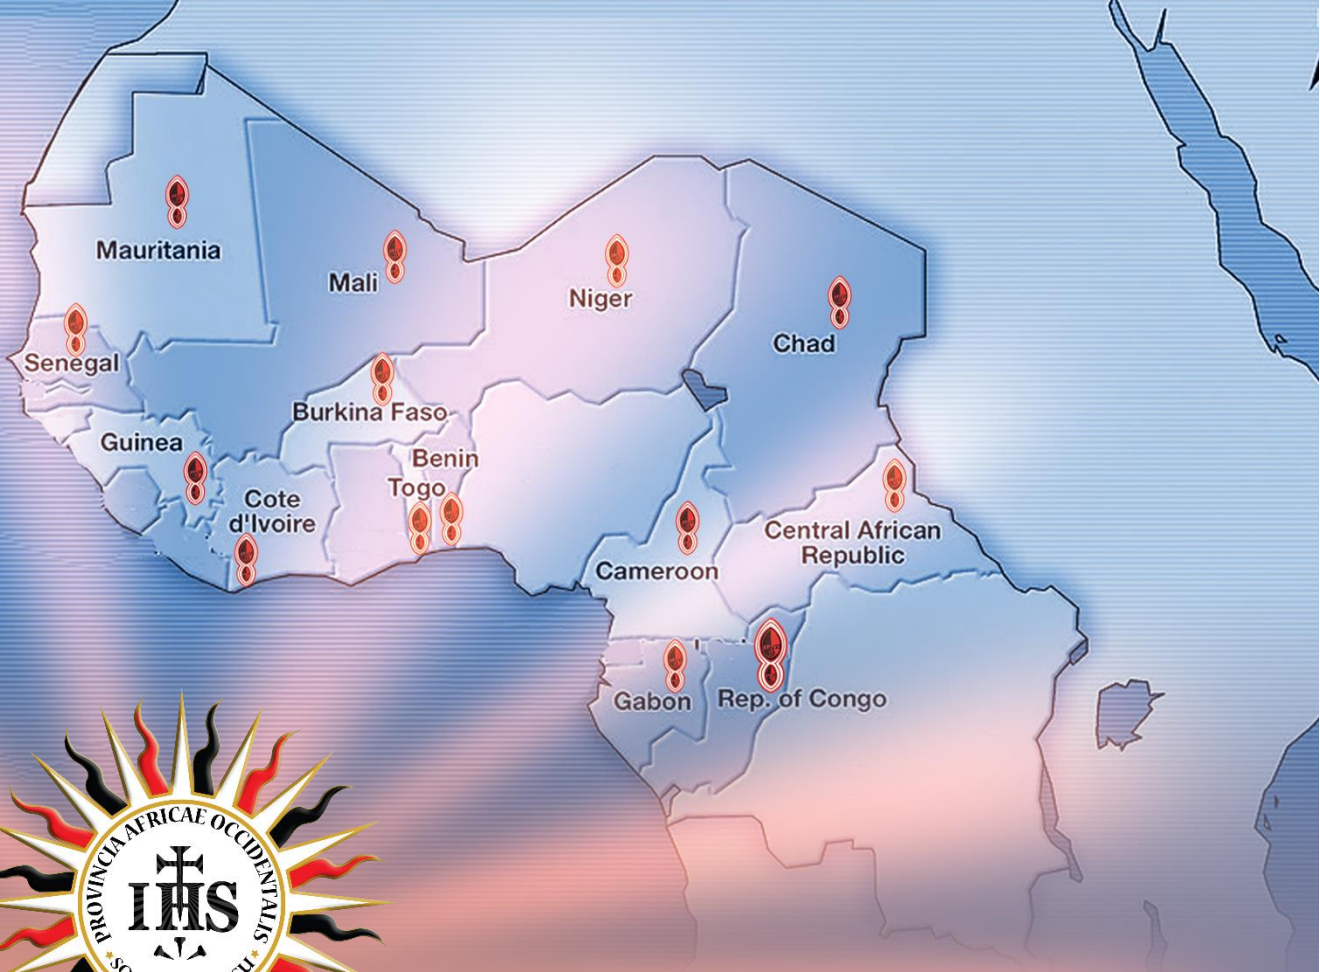 Mauritania
Mali
Niger
Chad
Senegal
Burkina Faso
Guinea
Benin
Togo
Cote
d'Ivoire
Central African
Republic
Cameroon
Gabon
Rep. of Congo
PROVINCIA AFRICAE OCCIDENTALIS
IHS